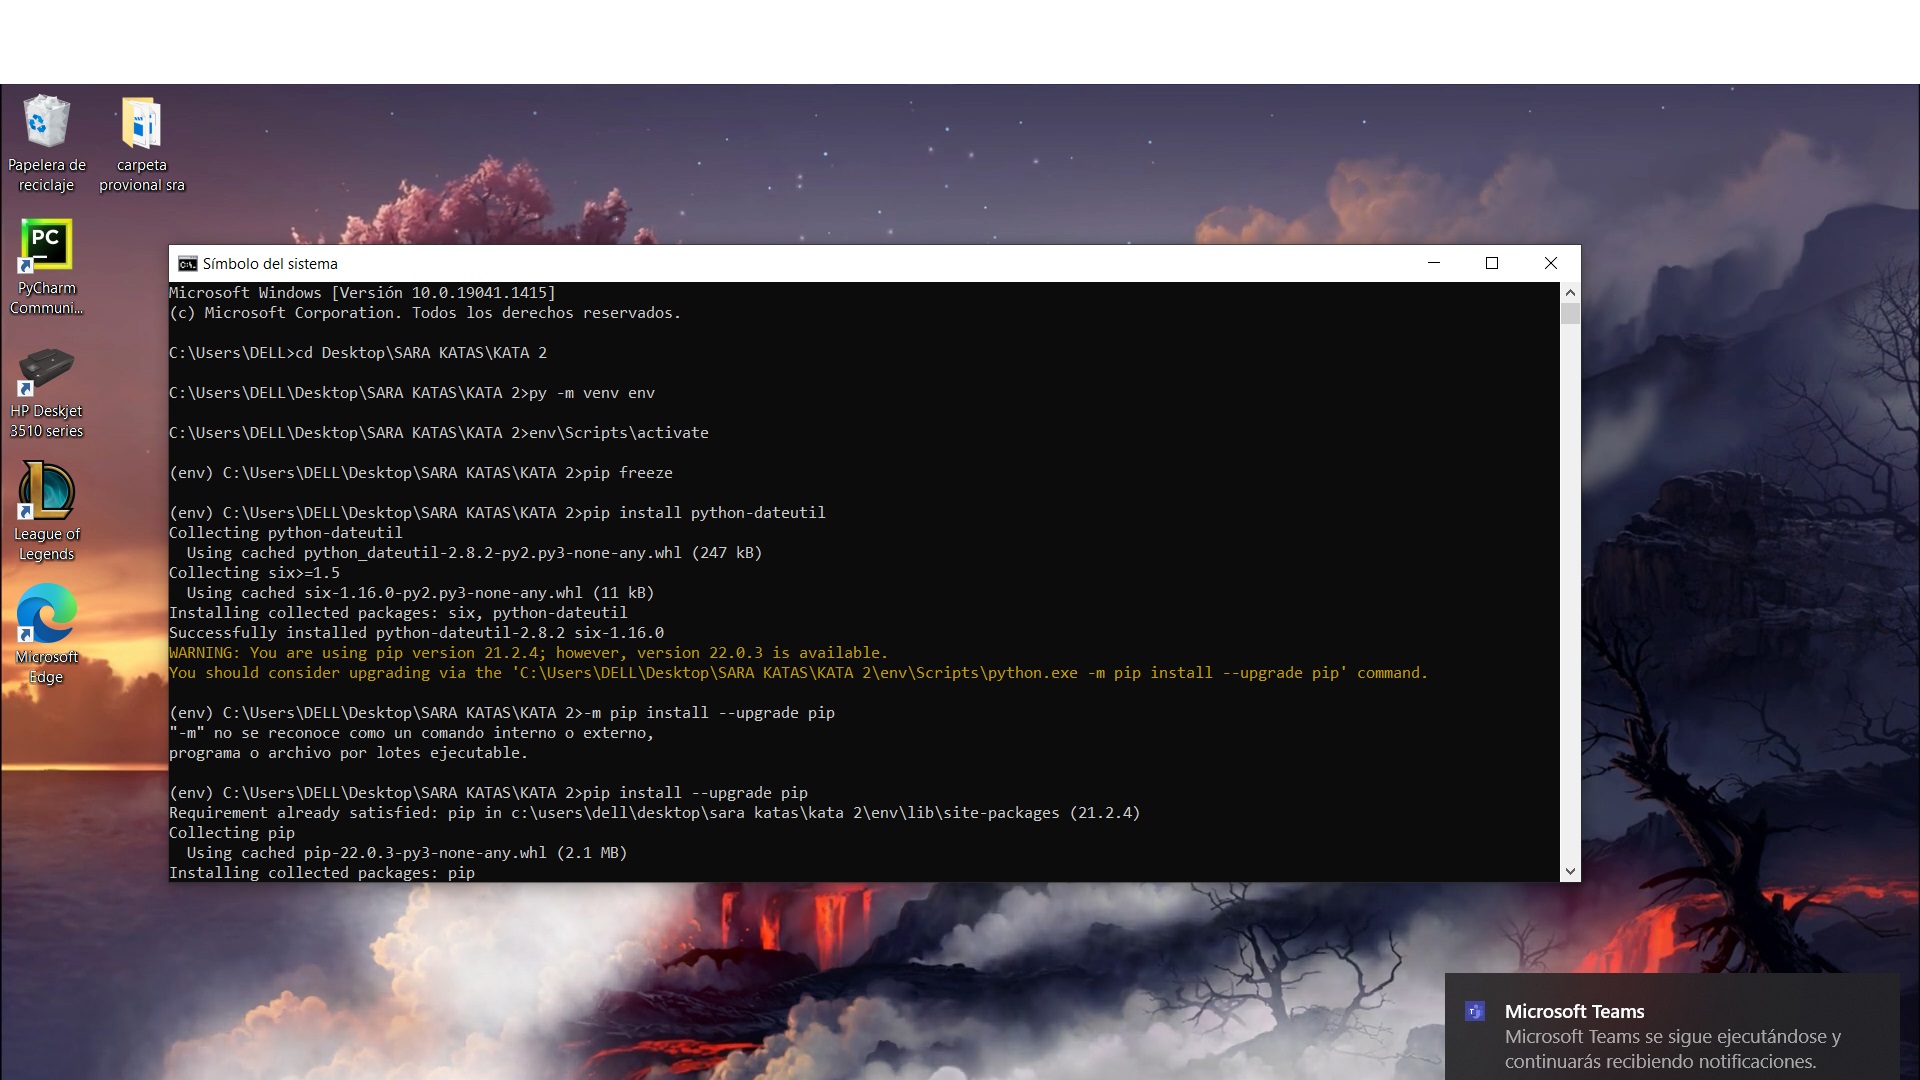 Papelera de
reciclaje
carpeta
provional sra
PC
PyCharm
Communi...
HP Deskjet
3510 series
League of
Legends
Microsoft
Edge
Símbolo del sistema
Microsoft Windows [Versión 10.0.19041.1415]
(c) Microsoft Corporation. Todos los derechos reservados.
C:\Users\DELL>cd Desktop\SARA KATAS\KATA 2
C:\Users\DELL\Desktop\SARA KATAS\KATA 2>py -m venv env
C:\Users\DELL\Desktop\SARA KATAS\KATA 2>env\Scripts\activate
(env) C:\Users\DELL\Desktop\SARA KATAS\KATA 2>pip freeze
(env) C:\Users\DELL\Desktop\SARA KATAS\KATA 2>pip install python-dateutil
Collecting python-dateutil
  Using cached python_dateutil-2.8.2-py2.py3-none-any.whl (247 kB)
Collecting six>=1.5
  Using cached six-1.16.0-py2.py3-none-any.whl (11 kB)
Installing collected packages: six, python-dateutil
Successfully installed python-dateutil-2.8.2 six-1.16.0
WARNING: You are using pip version 21.2.4; however, version 22.0.3 is available.
You should consider upgrading via the 'C:\Users\DELL\Desktop\SARA KATAS\KATA 2\env\Scripts\python.exe -m pip install --upgrade pip' command.
(env) C:\Users\DELL\Desktop\SARA KATAS\KATA 2>-m pip install --upgrade pip
"-m" no se reconoce como un comando interno o externo,
programa o archivo por lotes ejecutable.
(env) C:\Users\DELL\Desktop\SARA KATAS\KATA 2>pip install --upgrade pip
Requirement already satisfied: pip in c:\users\dell\desktop\sara katas\kata 2\env\lib\site-packages (21.2.4)
Collecting pip
  Using cached pip-22.0.3-py3-none-any.whl (2.1 MB)
Installing collected packages: pip
Microsoft Teams
Microsoft Teams se sigue ejecutándose y
continuarás recibiendo notificaciones.